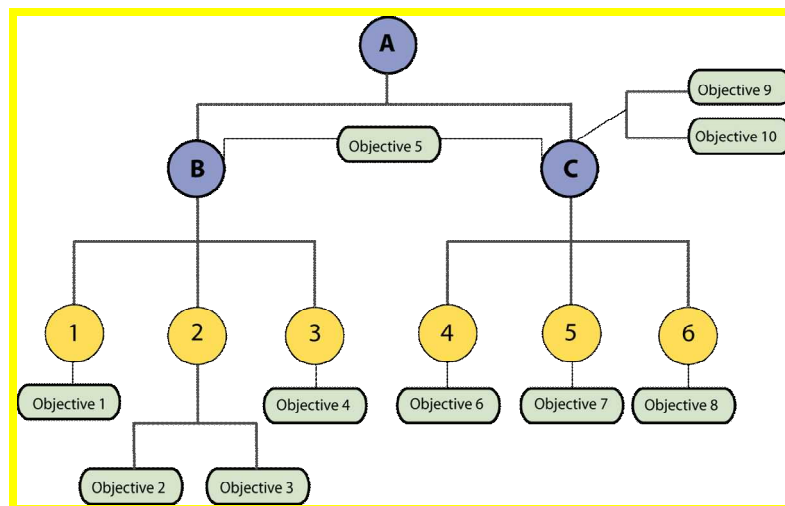 A
Objective 9
Objective 10
Objective 5
B
C
1
2
3
4
5
6
Objective 1
Objective 4
Objective 6
Objective 7
Objective 8
Objective 2
Objective 3